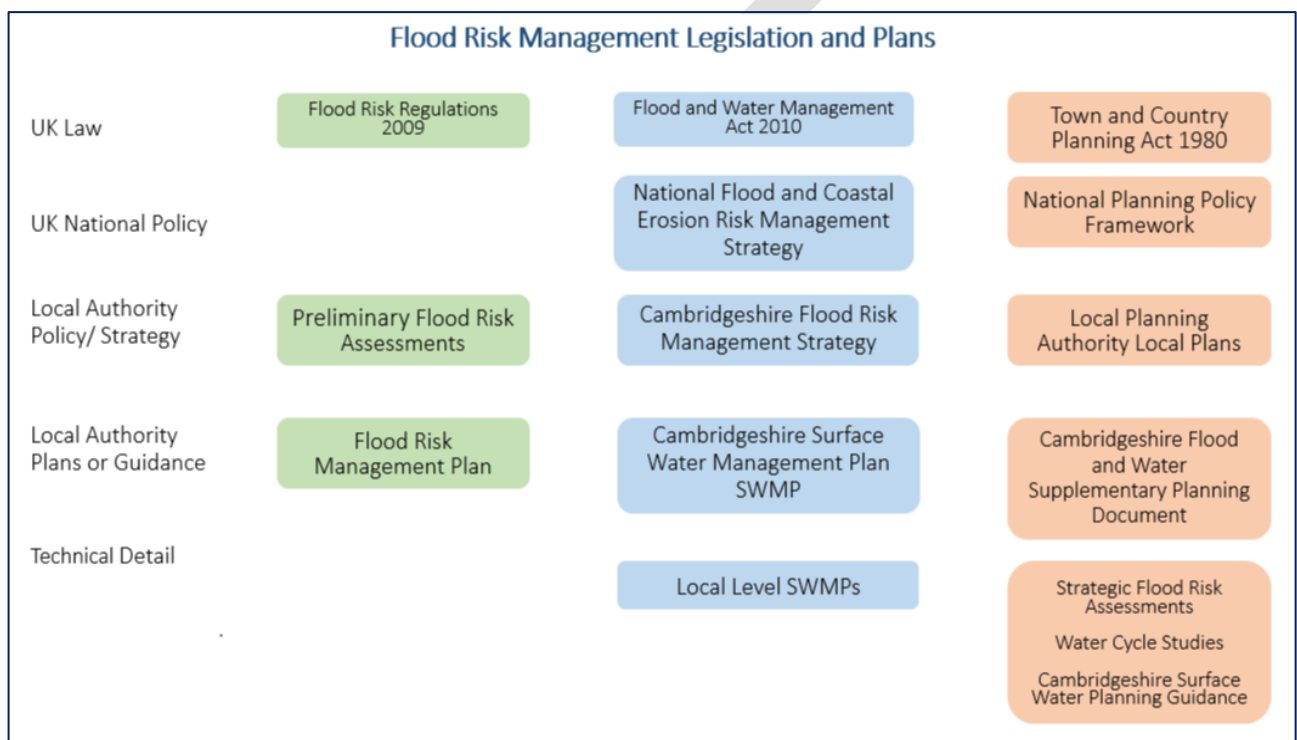 Flood Risk Management Legislation and Plans
UK Law
Flood Risk Regulations
2009
Flood and Water Management
Act 2010
Town and Country
Planning Act 1980
UK National Policy
National Flood and Coastal
Erosion Risk Management
Strategy
National Planning Policy
Framework
Local Authority
Policy/ Strategy
Preliminary Flood Risk
Assessments
Cambridgeshire Flood Risk
Management Strategy
Local Planning
Authority Local Plans
Local Authority
Plans or Guidance
Flood Risk
Management Plan
Cambridgeshire Surface
Water Management Plan
SWMP
Cambridgeshire Flood
and Water
Supplementary Planning
Document
Technical Detail
Local Level SWMPs
Strategic Flood Risk
Assessments
Water Cycle Studies
Cambridgeshire Surface
Water Planning Guidance
.